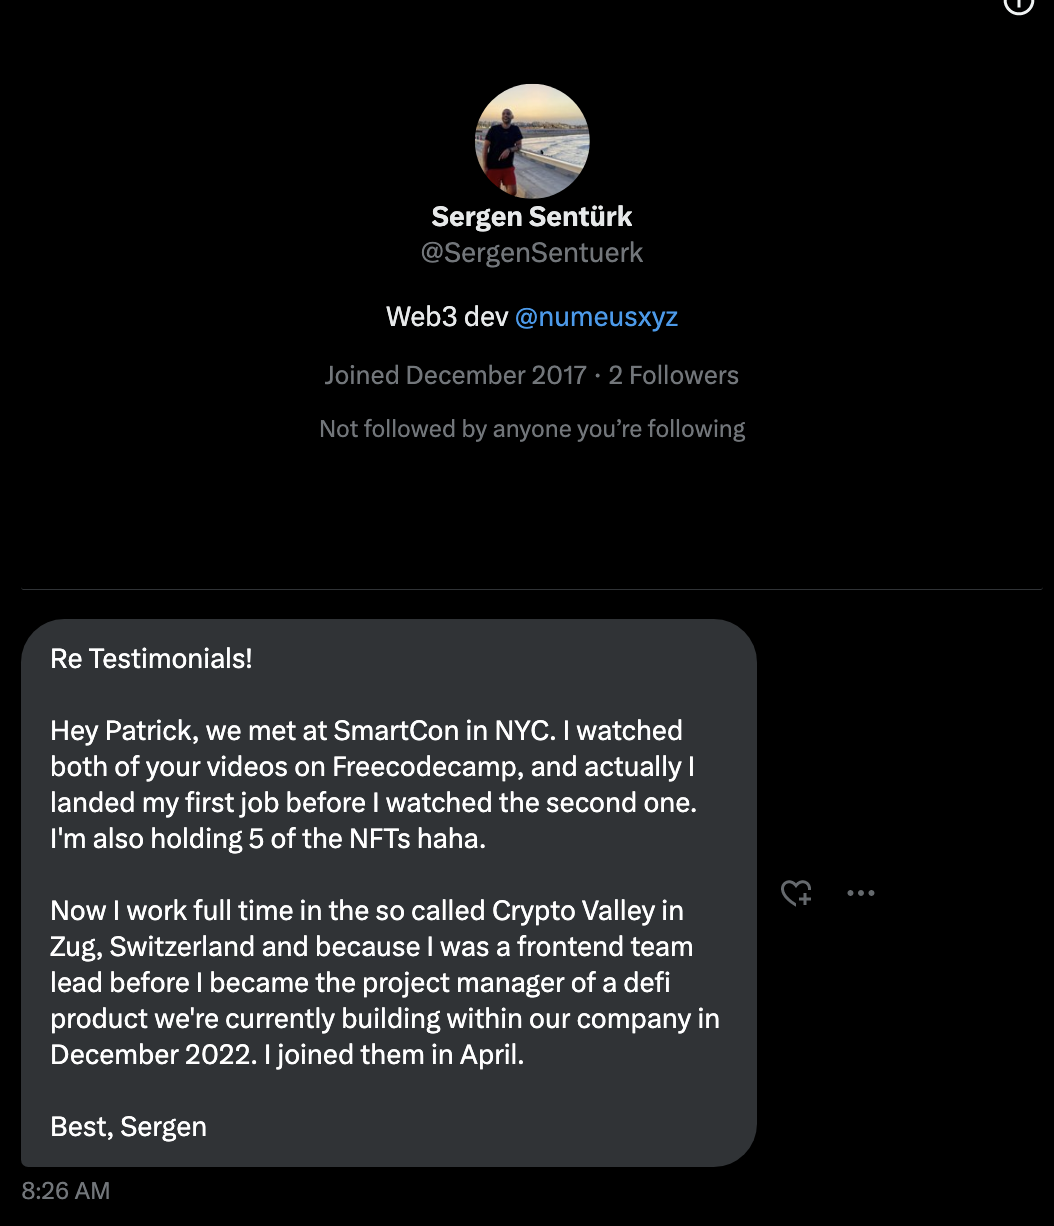 Sergen Sentürk
@SergenSentuerk
Web3 dev @numeusxyz
Joined December 2017 · 2 Followers
Not followed by anyone you’re following
Re Testimonials!
Hey Patrick, we met at SmartCon in NYC. I watched
both of your videos on Freecodecamp, and actually I
landed my first job before I watched the second one.
I'm also holding 5 of the NFTs haha.
Now I work full time in the so called Crypto Valley in
Zug, Switzerland and because I was a frontend team
lead before I became the project manager of a defi
product we're currently building within our company in
December 2022. I joined them in April.
Best, Sergen
8:26 AM